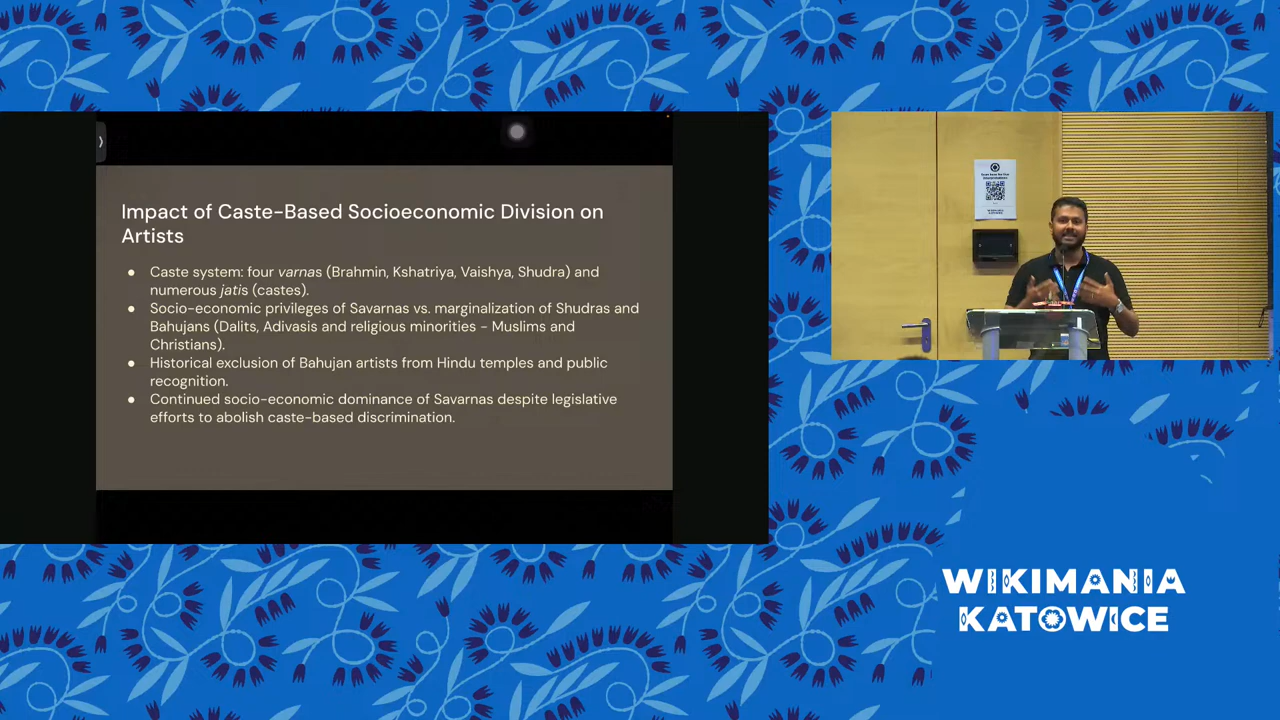 Impact of Caste-Based Socioeconomic Division on
Artists
● Caste system: four varnas (Brahmin, Kshatriya, Vaishya, Shudra) and
numerous jatis (castes).
● Socio-economic privileges of Savarnas vs. marginalization of Shudras and
Bahujans (Dalits, Adivasis and religious minorities - Muslims and
Christians).
● Historical exclusion of Bahujan artists from Hindu temples and public
recognition.
● Continued socio-economic dominance of Savarnas despite legislative
efforts to abolish caste-based discrimination.
WIKIMANIA
KATOWICE